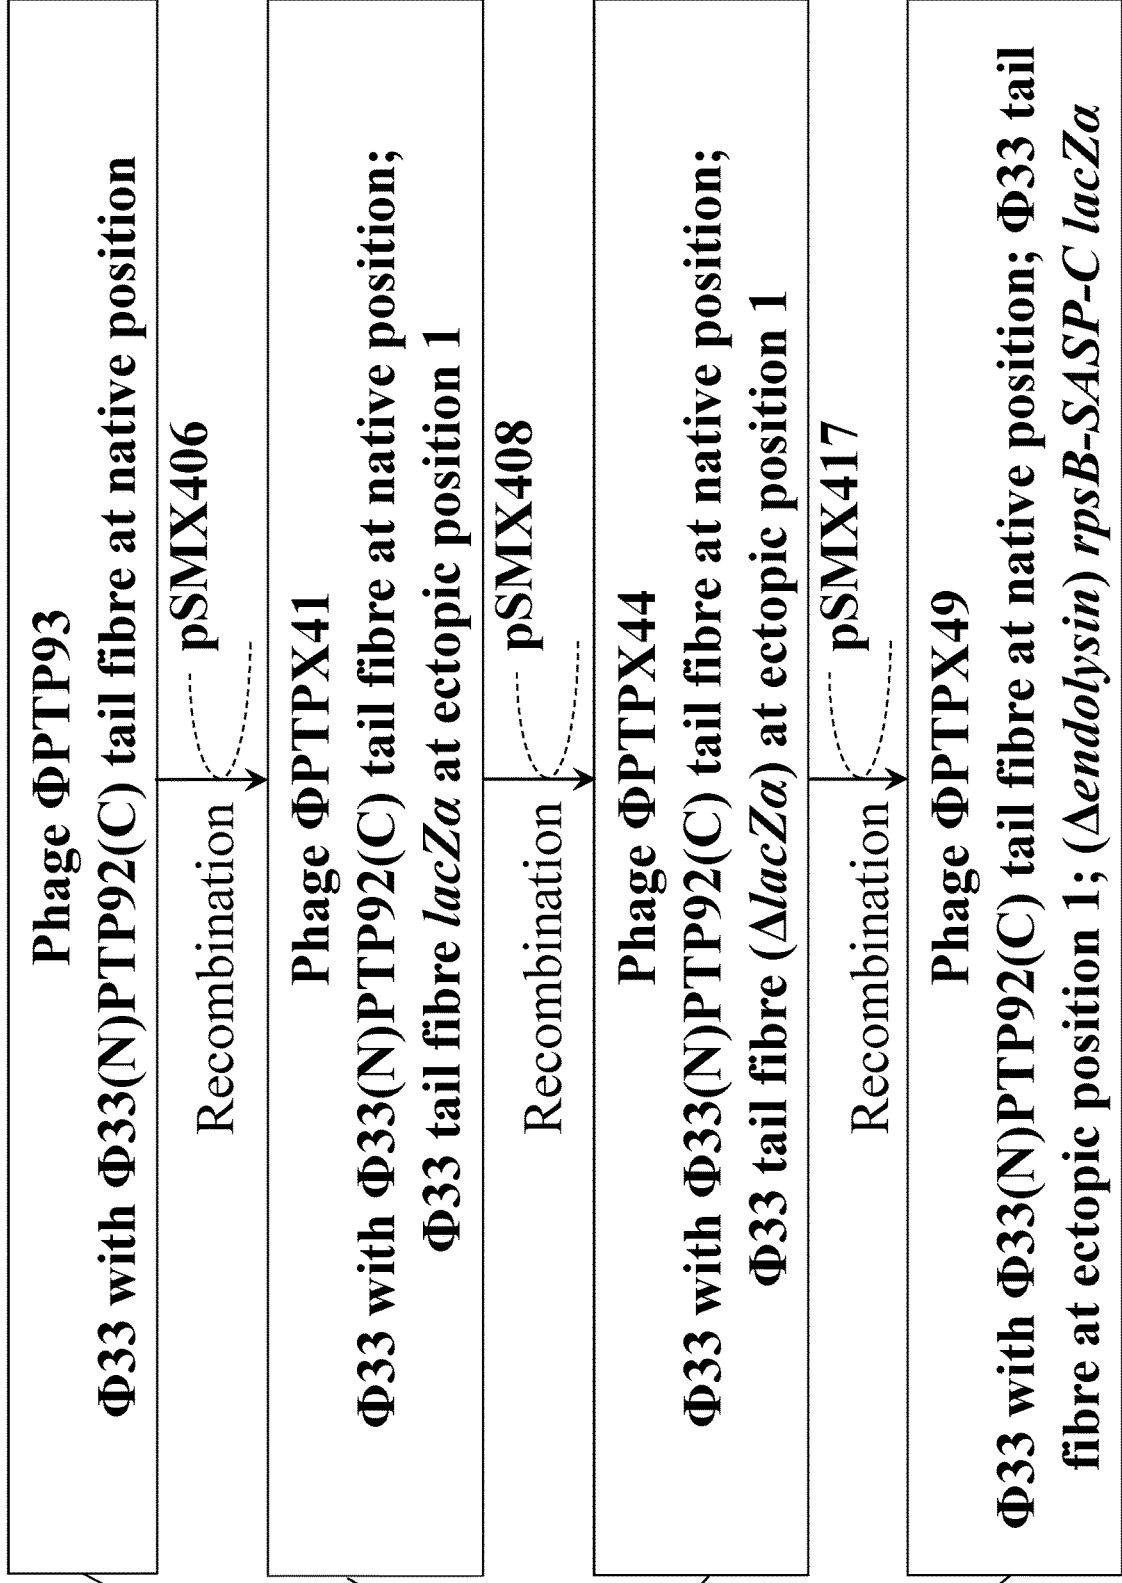 Phage ΦPTP93
Φ33 with Φ33(N)PTP92(C) tail fibre at native position
Recombination
pSMX406
Phage ΦPTPX41
Φ33 with Φ33(N)PTP92(C) tail fibre at native position;
Φ33 tail fibre lacZα at ectopic position 1
Recombination
pSMX408
Phage ΦPTPX44
Φ33 with Φ33(N)PTP92(C) tail fibre at native position;
Φ33 tail fibre (ΔlacZα) at ectopic position 1
Recombination
pSMX417
Phage ΦPTPX49
Φ33 with Φ33(N)PTP92(C) tail fibre at native position; Φ33 tail
fibre at ectopic position 1; (Δendolysin) rpsB-SASP-C lacZα